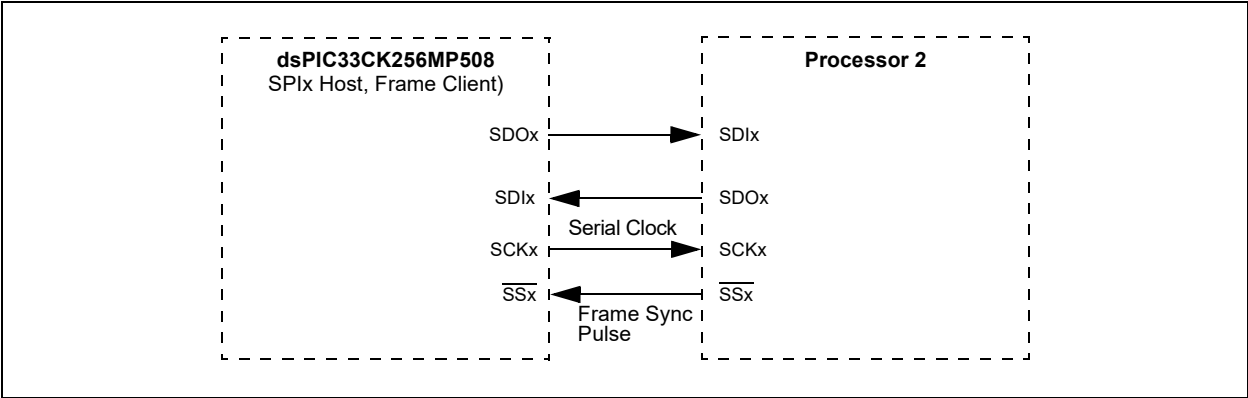 dsPIC33CK256MP508
SPIx Host, Frame Client)
Processor 2
SDOx
SDIx
SDIx
SDOx
Serial Clock
SCKx
SCKx
SSx
SSx
Frame Sync
Pulse